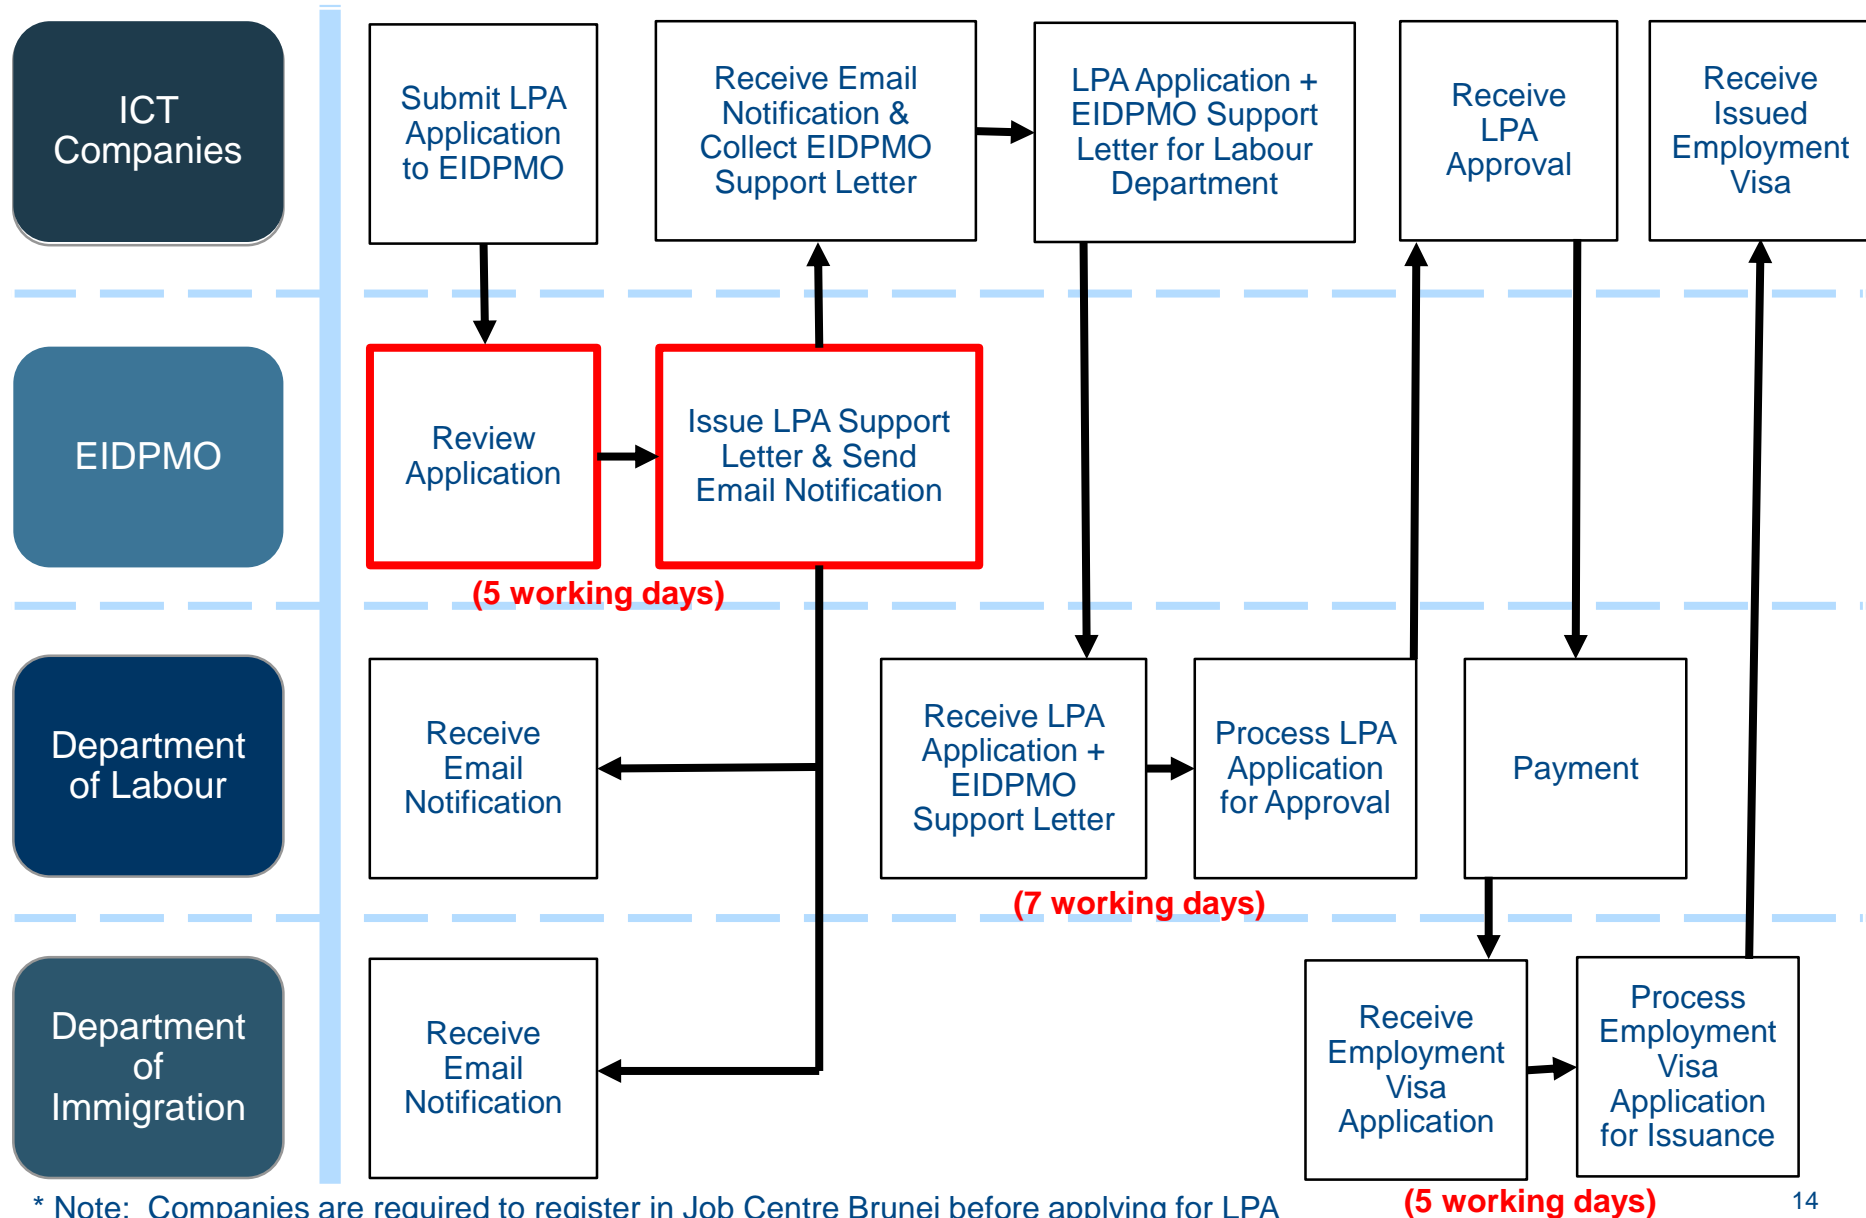 ICT
Companies
Submit LPA
Application
to EIDPMO
Receive Email
Notification &
Collect EIDPMO
Support Letter
LPA Application +
EIDPMO Support
Letter for Labour
Department
Receive
LPA
Approval
Receive
Issued
Employment
Visa
EIDPMO
Review
Application
Issue LPA Support
Letter & Send
Email Notification
(5 working days)
Department
of Labour
Receive
Email
Notification
Receive LPA
Application +
EIDPMO
Support Letter
Process LPA
Application
for Approval
Payment
(7 working days)
Department
of
Immigration
Receive
Email
Notification
Receive
Employment
Visa
Application
Process
Employment
Visa
Application
for Issuance
(5 working days)
* Note: Companies are required to register in Job Centre Brunei before applying for LPA
14